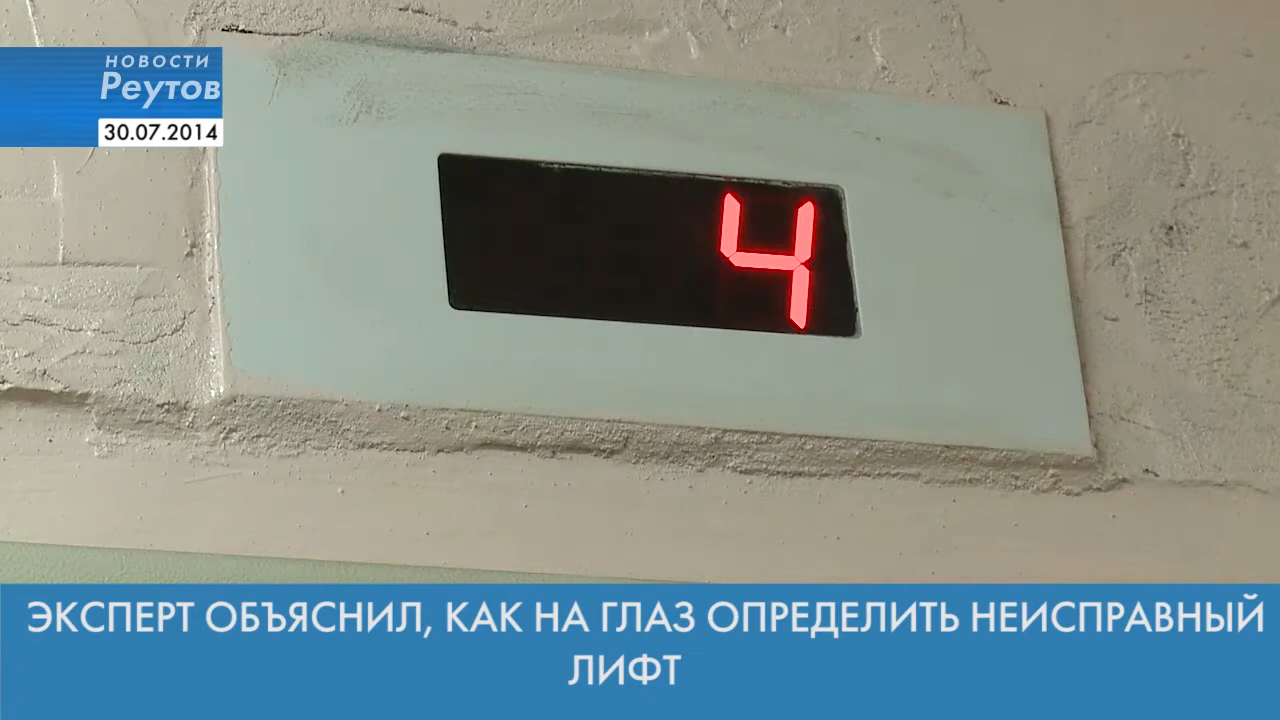 НОВОСТИ
Реутов
30.07.2014
4
ЭКСПЕРТ ОБЪЯСНИЛ, КАК НА ГЛАЗ ОПРЕДЕЛИТЬ НЕИСПРАВНЫЙ
ЛИФТ